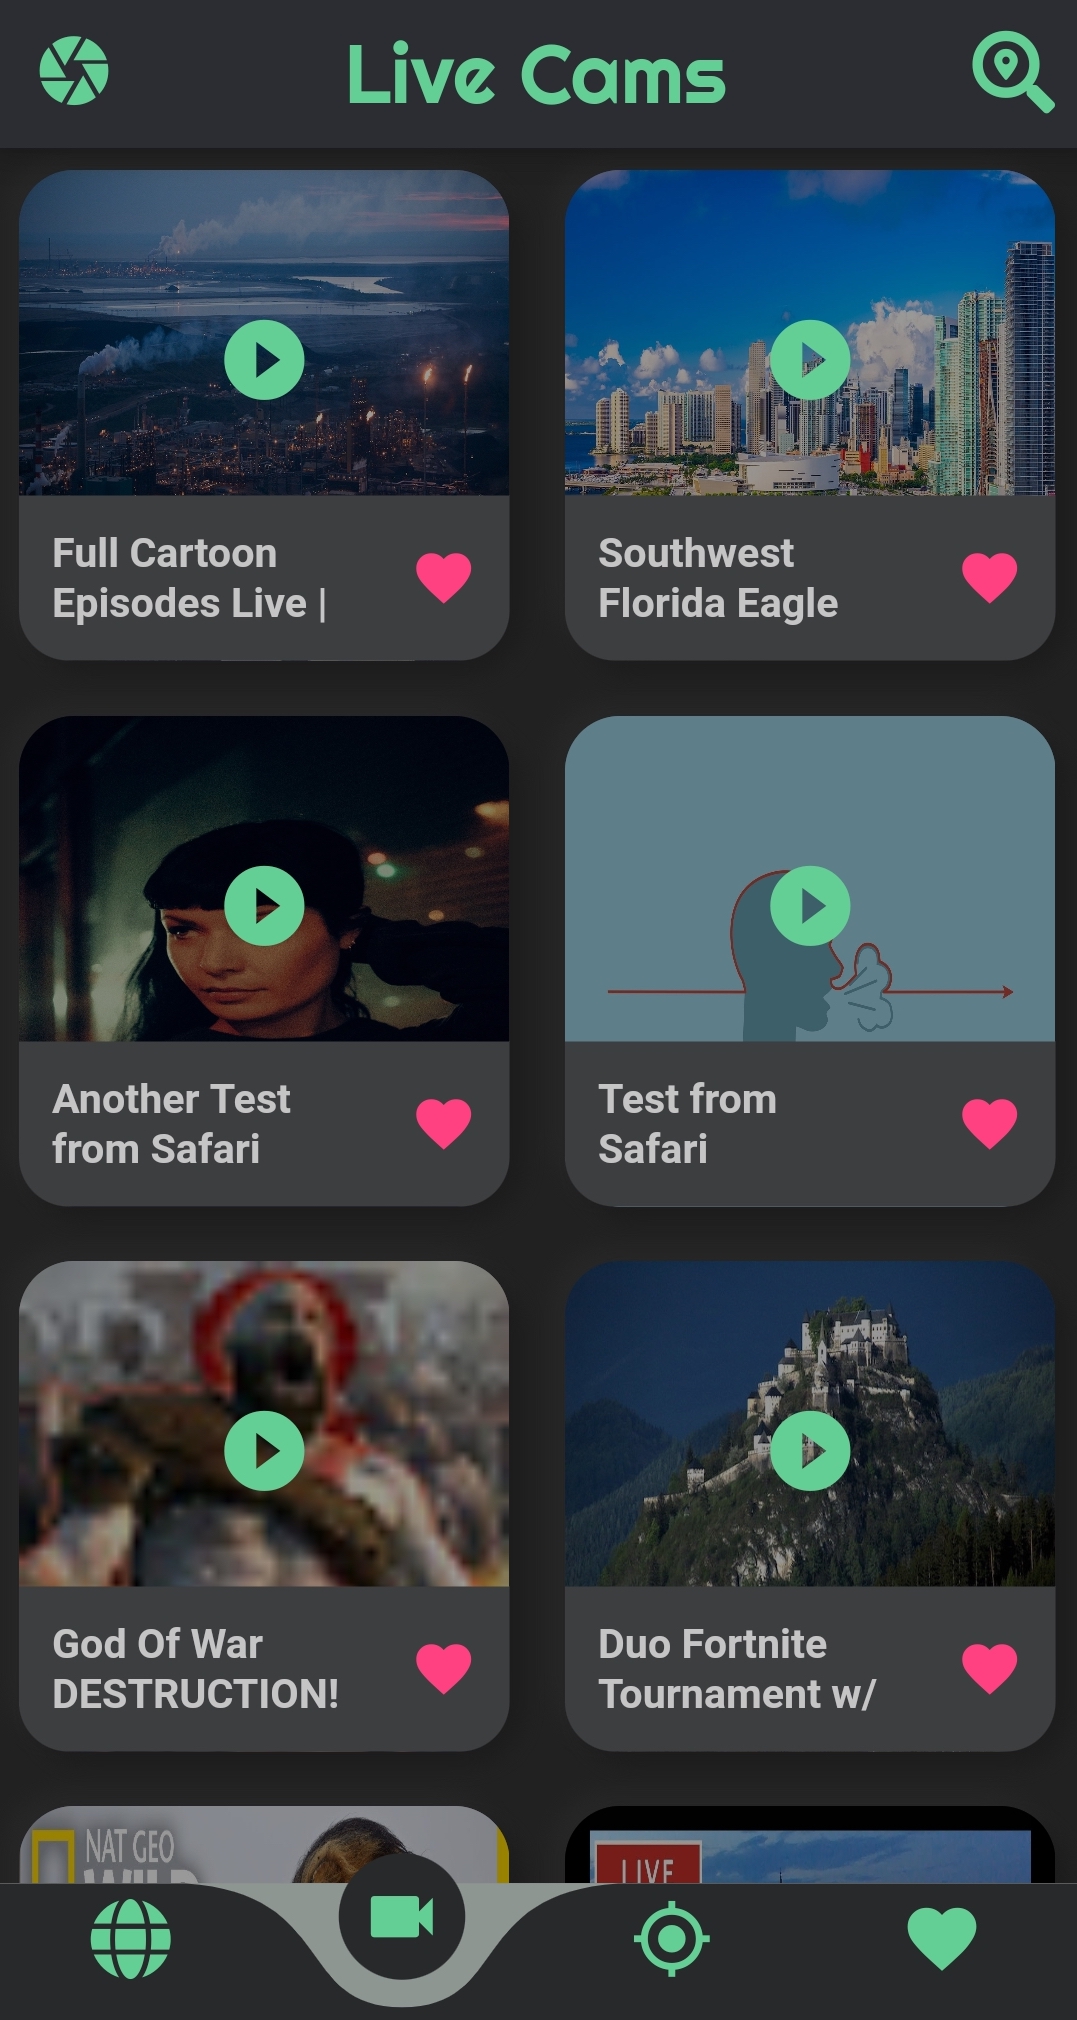 Live Cams
Full Cartoon
Episodes Live |
Southwest
Florida Eagle
Another Test
from Safari
Test from
Safari
God Of War
DESTRUCTION!
Duo Fortnite
Tournament w/
NAT GEO
WILD
LIVE